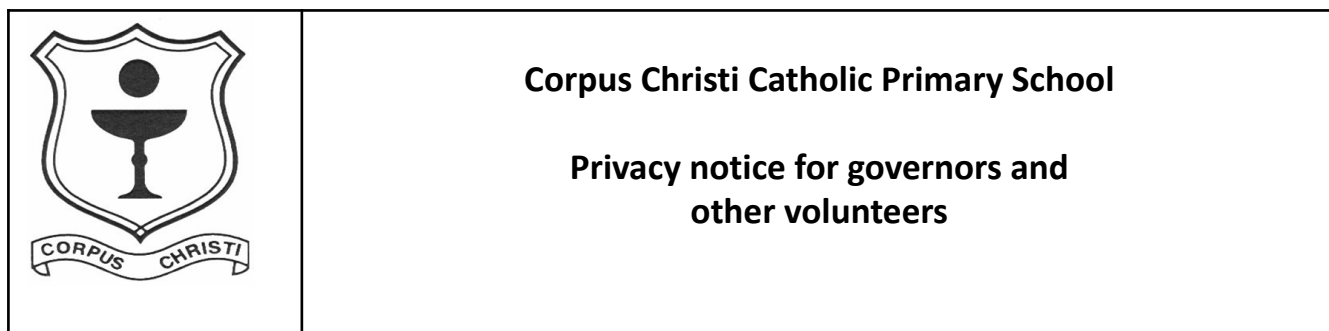 CORPUS CHRISTI
Corpus Christi Catholic Primary School
Privacy notice for governors and
other volunteers